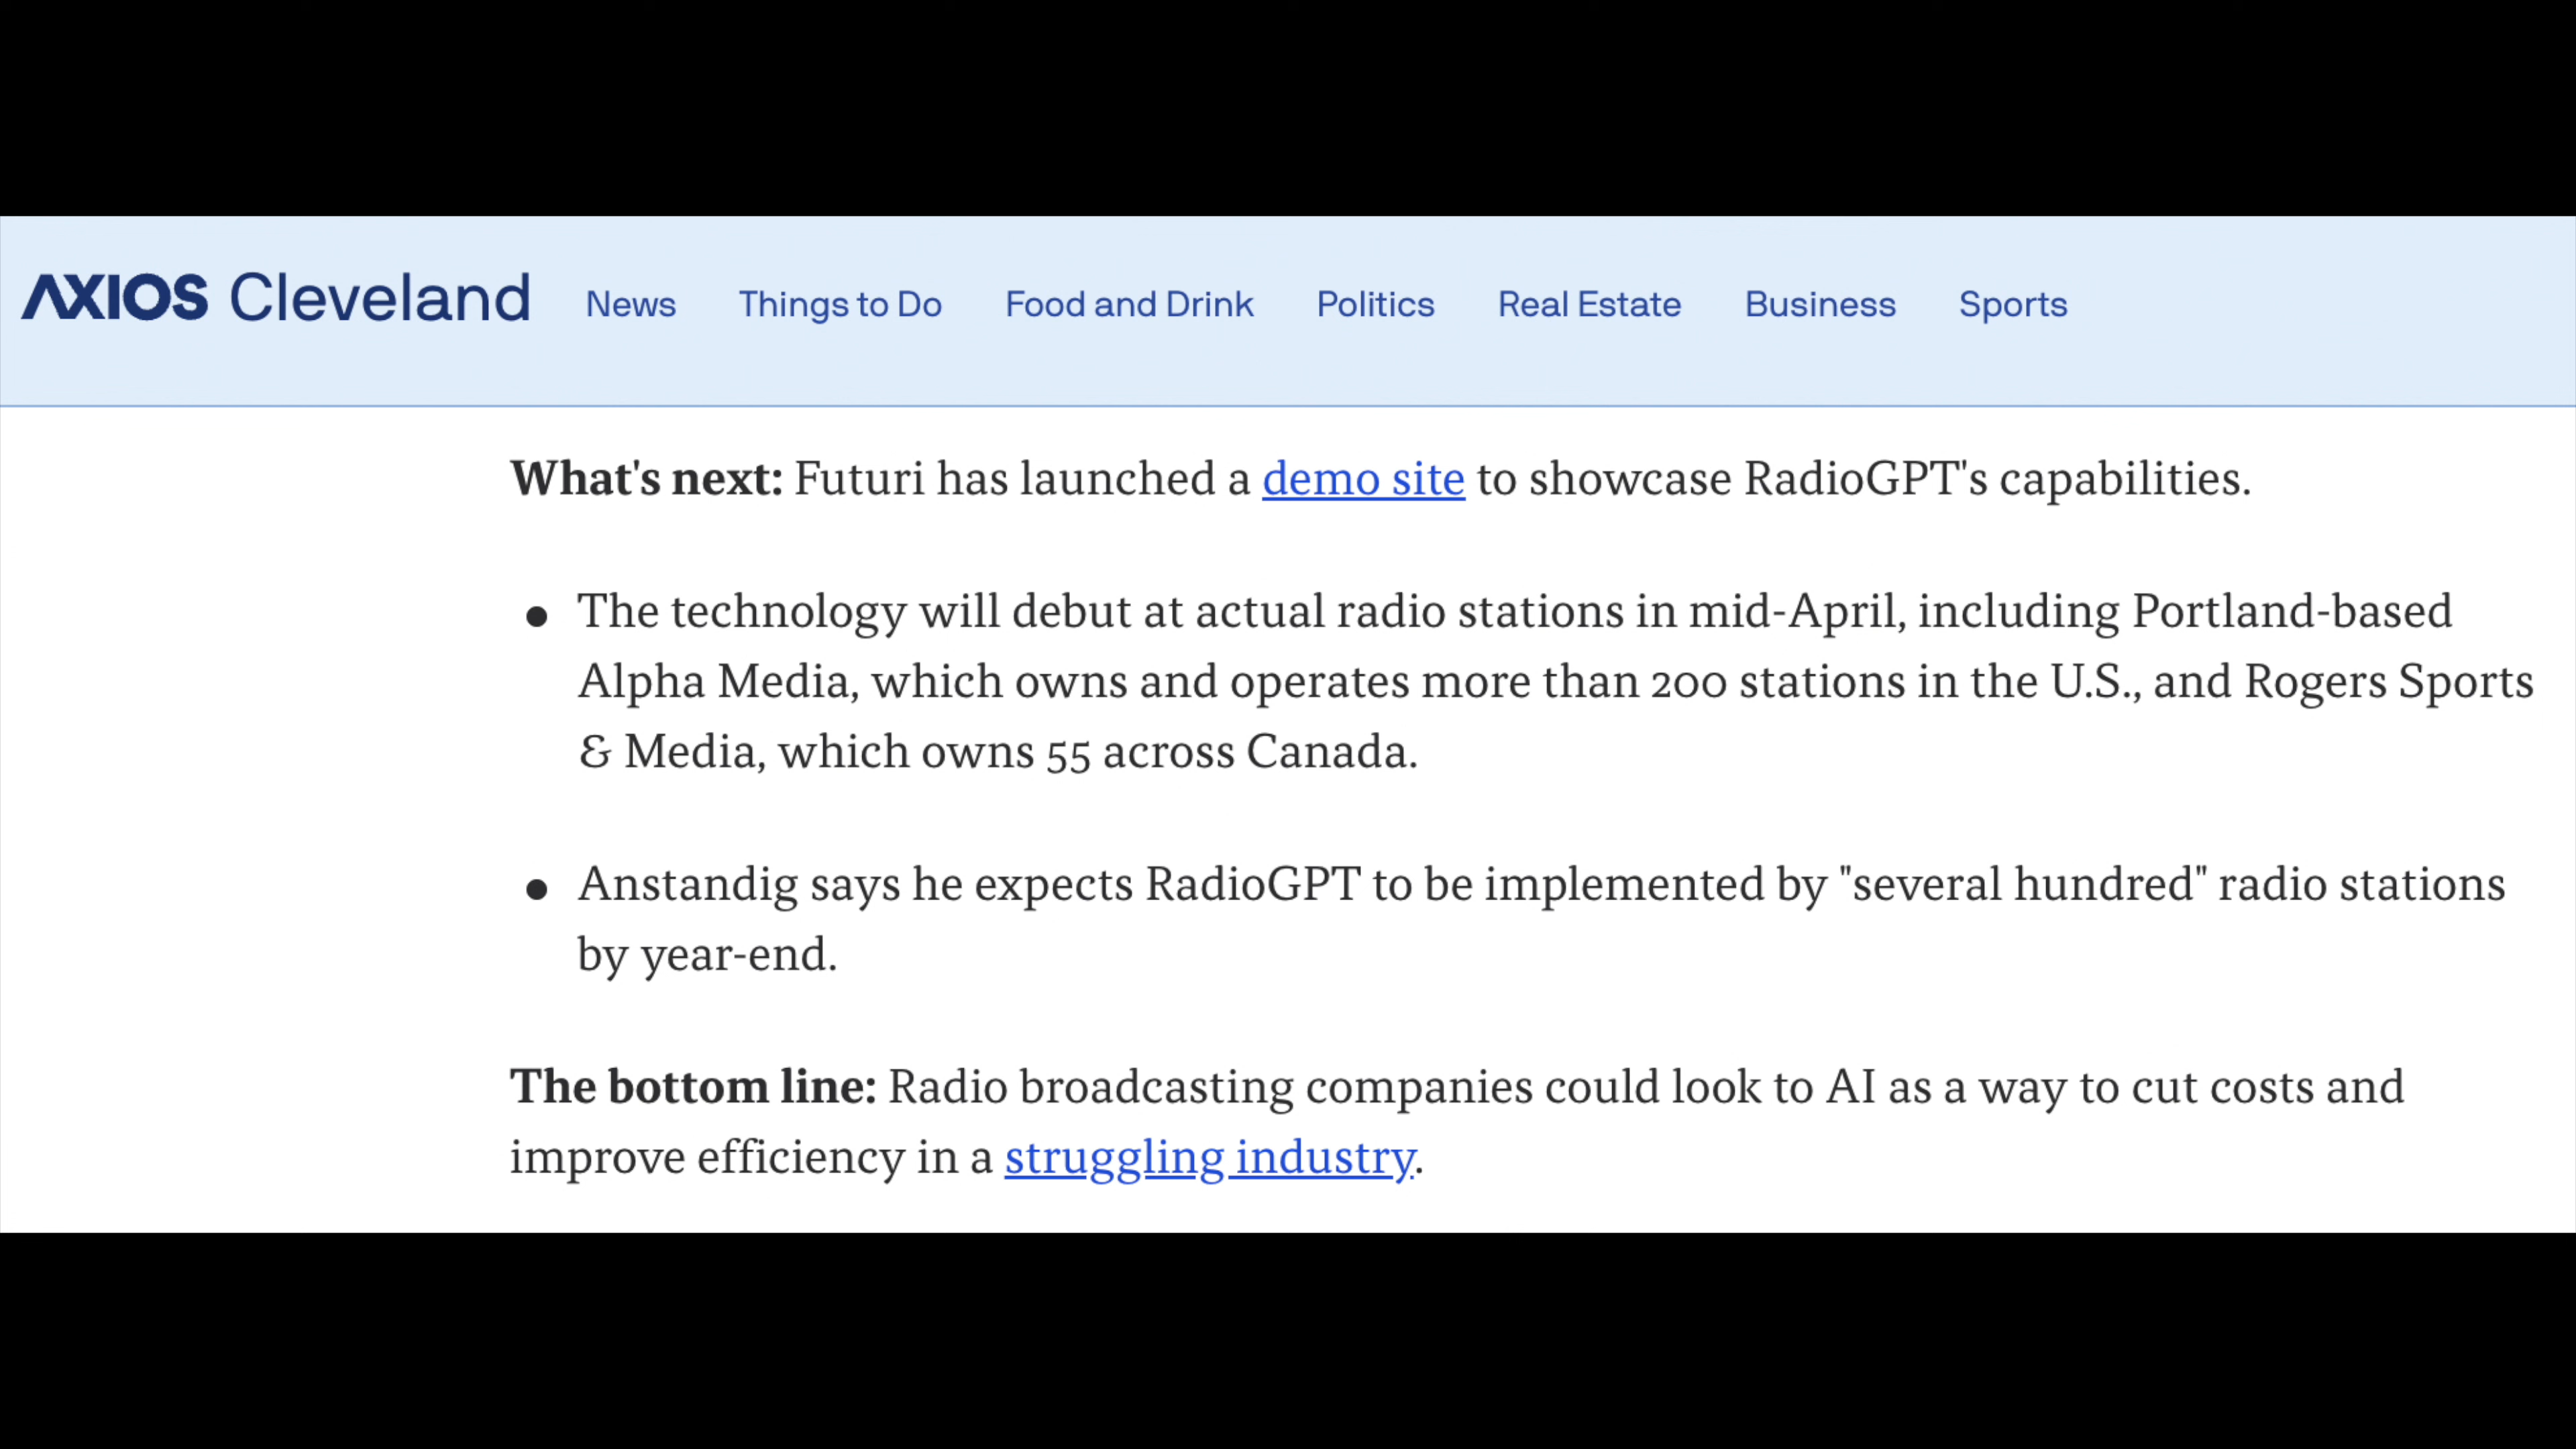 AXIOS Cleveland News Things to Do Food and Drink Politics Real Estate Business Sports
What's next: Futuri has launched a demo site to showcase RadioGPT's capabilities.
● The technology will debut at actual radio stations in mid-April, including Portland-based
Alpha Media, which owns and operates more than 200 stations in the U.S., and Rogers Sports
& Media, which owns 55 across Canada.
● Anstandig says he expects RadioGPT to be implemented by "several hundred" radio stations
by year-end.
The bottom line: Radio broadcasting companies could look to AI as a way to cut costs and
improve efficiency in a struggling industry.